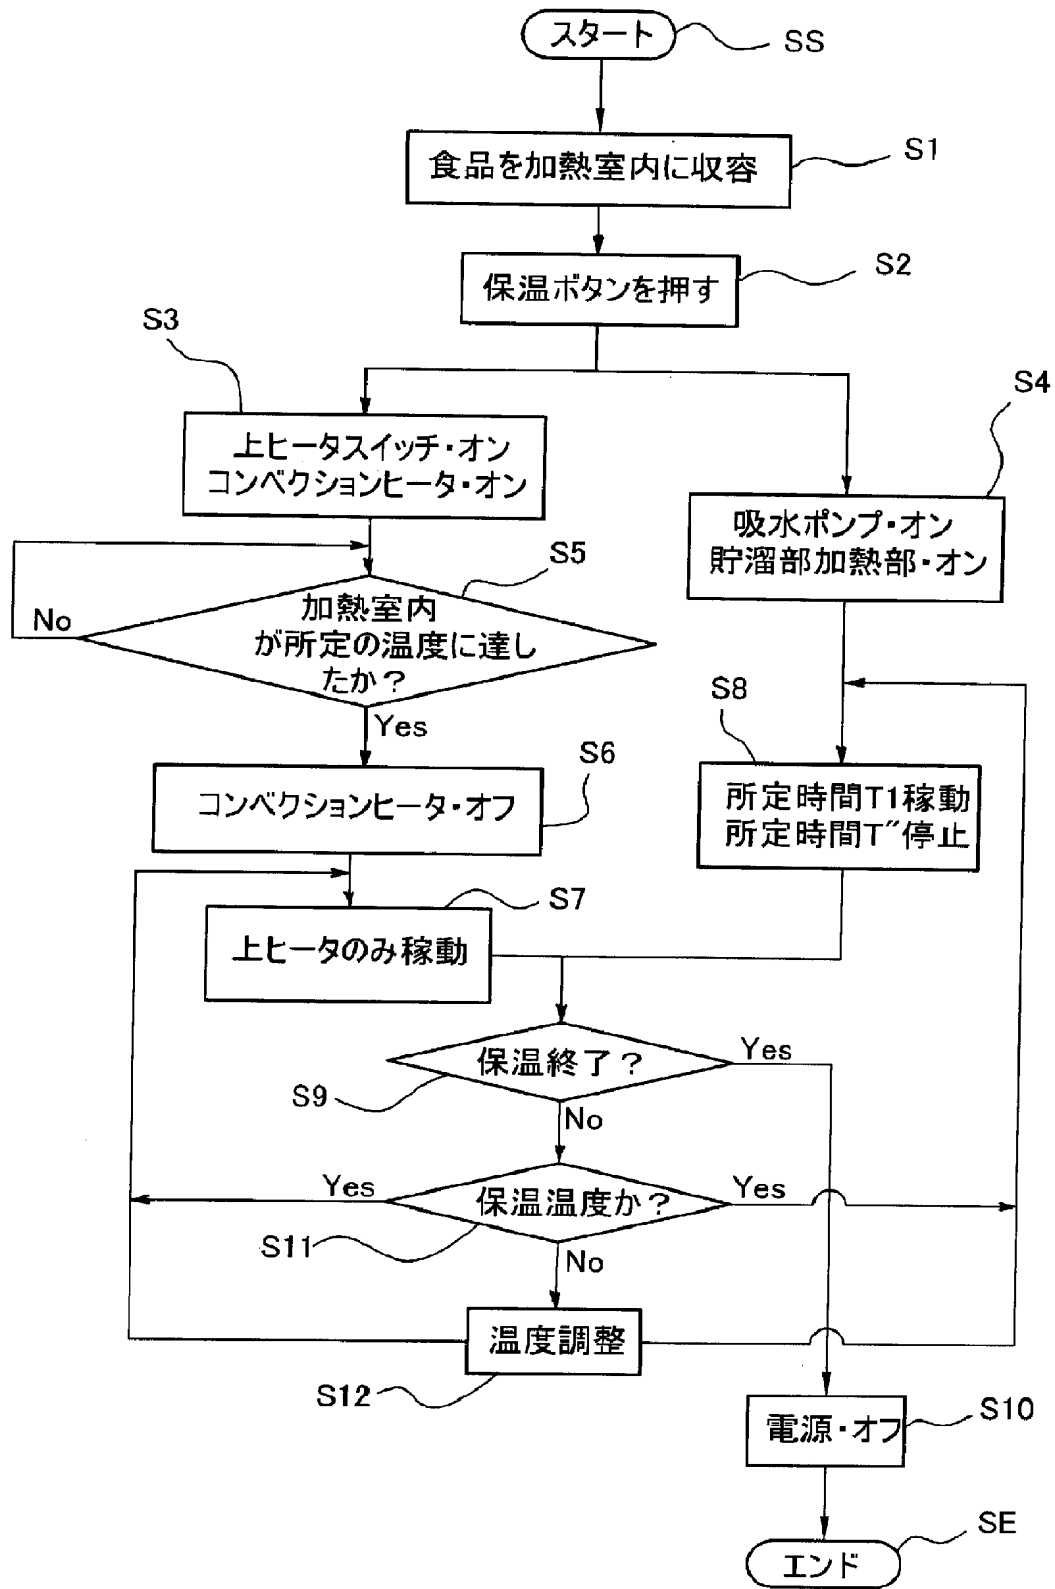 スタート
SS
食品を加熱室内に収容
S1
保温ボタンを押す
S2
S3
上ヒータスイッチ・オン
コンベクションヒータ・オン
S4
吸水ポンプ・オン
貯溜部加熱部・オン
S5
加熱室内
が所定の温度に達し
たか？
No
Yes
S6
コンベクションヒータ・オフ
S8
所定時間T1稼動
所定時間T″停止
S7
上ヒータのみ稼動
保温終了？
Yes
S9
No
Yes
保温温度か？
Yes
S11
No
温度調整
S12
電源・オフ
S10
エンド
SE